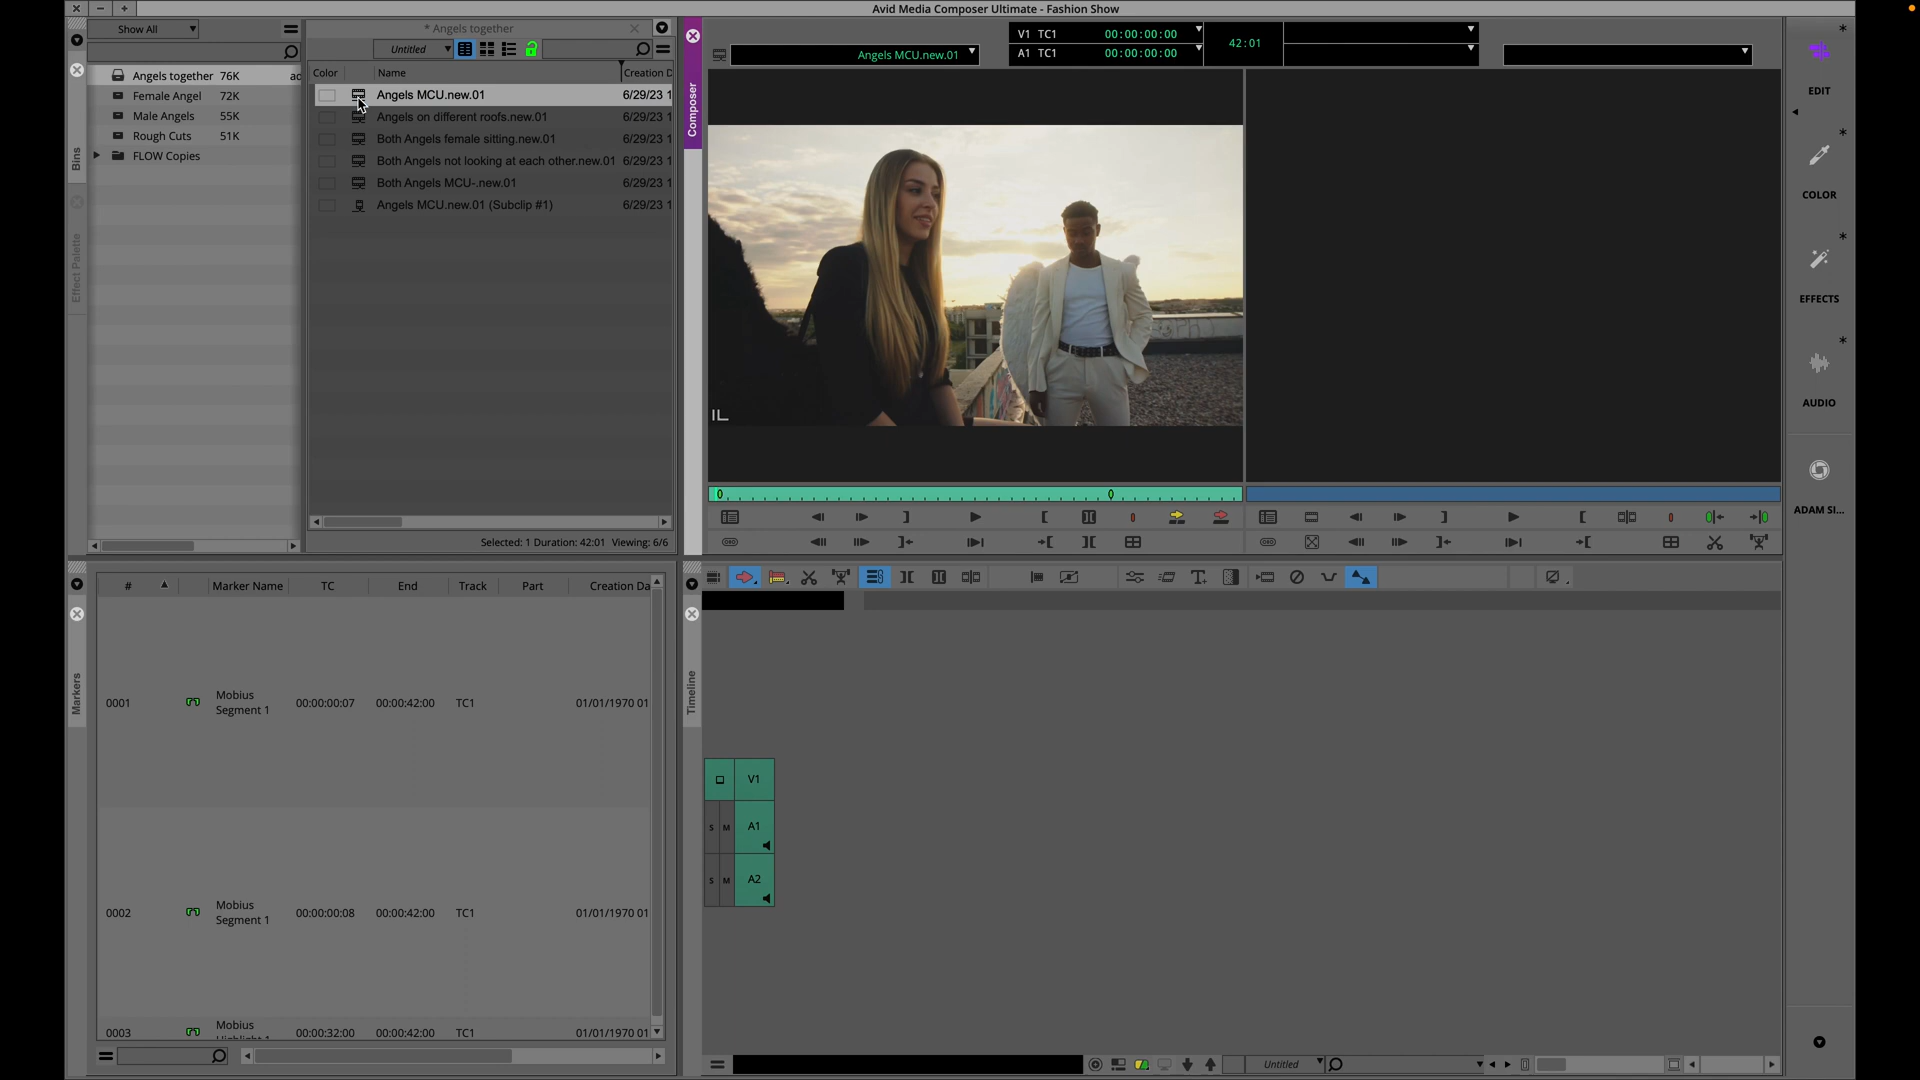 Avid Media Composer Ultimate - Fashion Show
Show All
Angels together 76K ac
Female Angel 72K
Male Angels 55K
Rough Cuts 51K
FLOW Copies
Bins
Effect Palette
* Angels together
Untitled
Color Name Creation D
Angels MCU.new.01 6/29/23 1
Angels on different roofs.new.01 6/29/23 1
Both Angels female sitting.new.01 6/29/23 1
Both Angels not looking at each other.new.01 6/29/23 1
Both Angels MCU-.new.01 6/29/23 1
Angels MCU.new.01 (Subclip #1) 6/29/23 1
Selected: 1 Duration: 42:01 Viewing: 6/6
Composer
Angels MCU.new.01
V1 TC1 00:00:00:00
A1 TC1 00:00:00:00
42:01
EDIT
COLOR
EFFECTS
AUDIO
ADAM SI...
# Marker Name TC End Track Part Creation Da
0001 Mobius Segment 1 00:00:00:07 00:00:42:00 TC1 01/01/1970 01
0002 Mobius Segment 1 00:00:00:08 00:00:42:00 TC1 01/01/1970 01
0003 Mobius 00:00:32:00 00:00:42:00 TC1 01/01/1970 01
Markers
Timeline
V1
S M A1
S M A2
Untitled